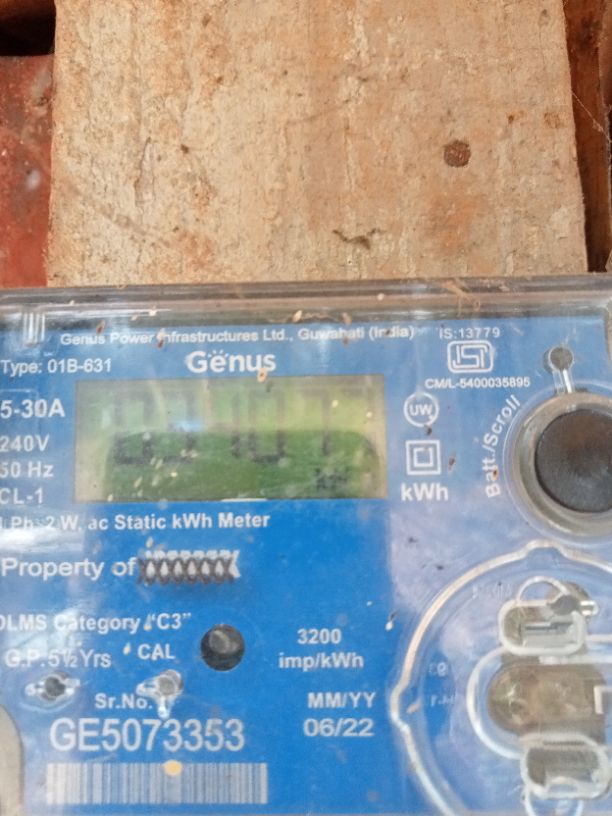 Genus Power Infrastructures Ltd., Guwahati (India)
IS:13779
Type: 01B-631
Genus
CM/L-5400035895
5-30A
UW
240V
50 Hz
kWh
Batt./Scroll
CL-1
1 Ph 2 W, ac Static kWh Meter
Property of
DLMS Category "C3"
G.P. 5½ Yrs
CAL
3200
imp/kWh
Sr.No.
MM/YY
GE5073353
06/22